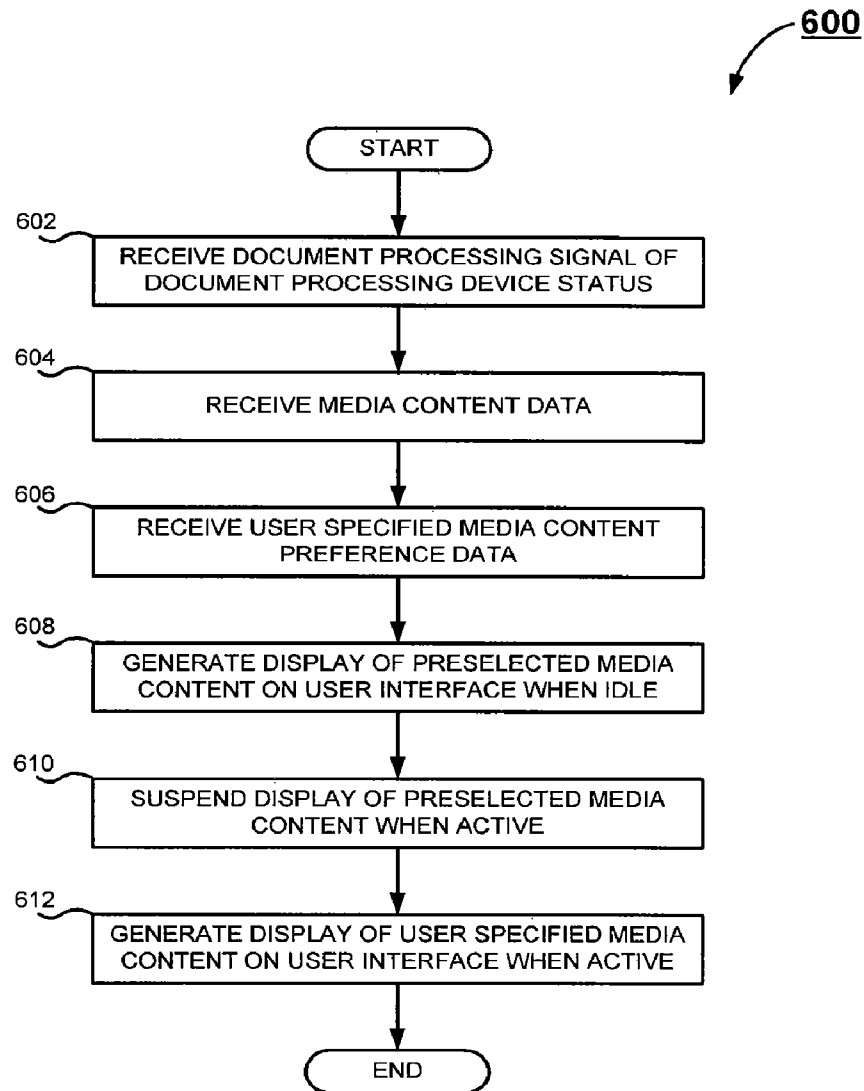 600
START
602
RECEIVE DOCUMENT PROCESSING SIGNAL OF
DOCUMENT PROCESSING DEVICE STATUS
604
RECEIVE MEDIA CONTENT DATA
606
RECEIVE USER SPECIFIED MEDIA CONTENT
PREFERENCE DATA
608
GENERATE DISPLAY OF PRESELECTED MEDIA
CONTENT ON USER INTERFACE WHEN IDLE
610
SUSPEND DISPLAY OF PRESELECTED MEDIA
CONTENT WHEN ACTIVE
612
GENERATE DISPLAY OF USER SPECIFIED MEDIA
CONTENT ON USER INTERFACE WHEN ACTIVE
END